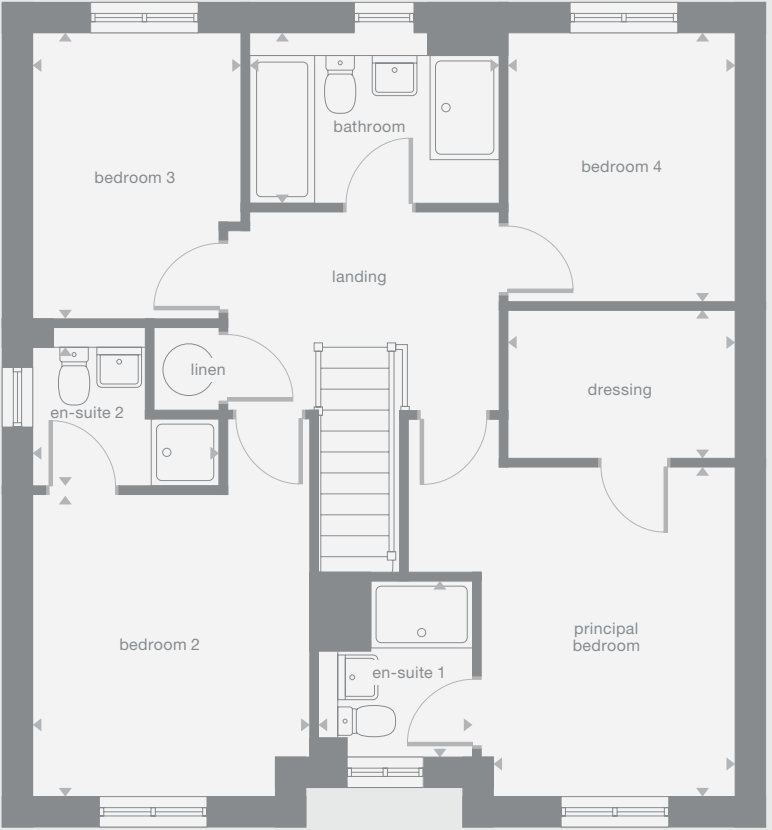 bathroom
bedroom 3
bedroom 4
landing
linen
dressing
en-suite 2
principal
bedroom
bedroom 2
en-suite 1